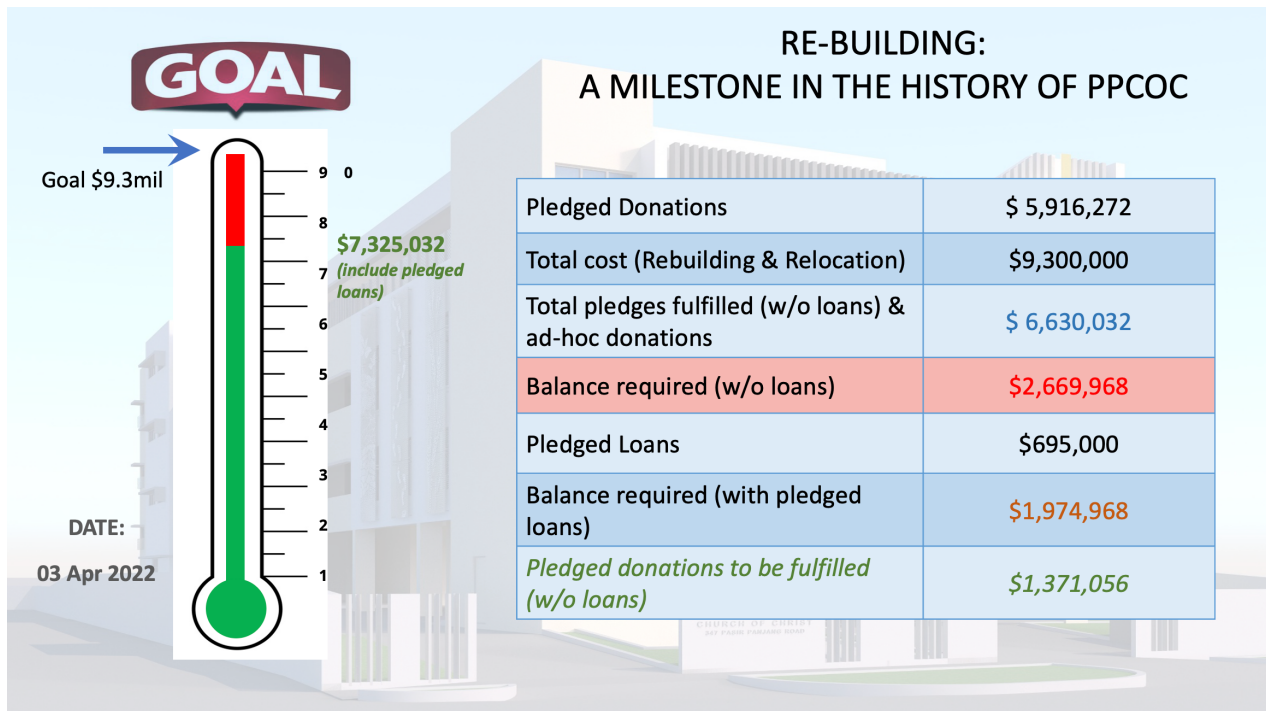 GOAL
RE-BUILDING:
A MILESTONE IN THE HISTORY OF PPCOC
Goal $9.3mil
9 0
8
$7,325,032
(include pledged
loans)
7
6
5
4
3
2
1
DATE:
03 Apr 2022
Pledged Donations $ 5,916,272
Total cost (Rebuilding & Relocation) $9,300,000
Total pledges fulfilled (w/o loans) &
ad-hoc donations $ 6,630,032
Balance required (w/o loans) $2,669,968
Pledged Loans $695,000
Balance required (with pledged
loans) $1,974,968
Pledged donations to be fulfilled
(w/o loans) $1,371,056
CHURCH OF CHRIST